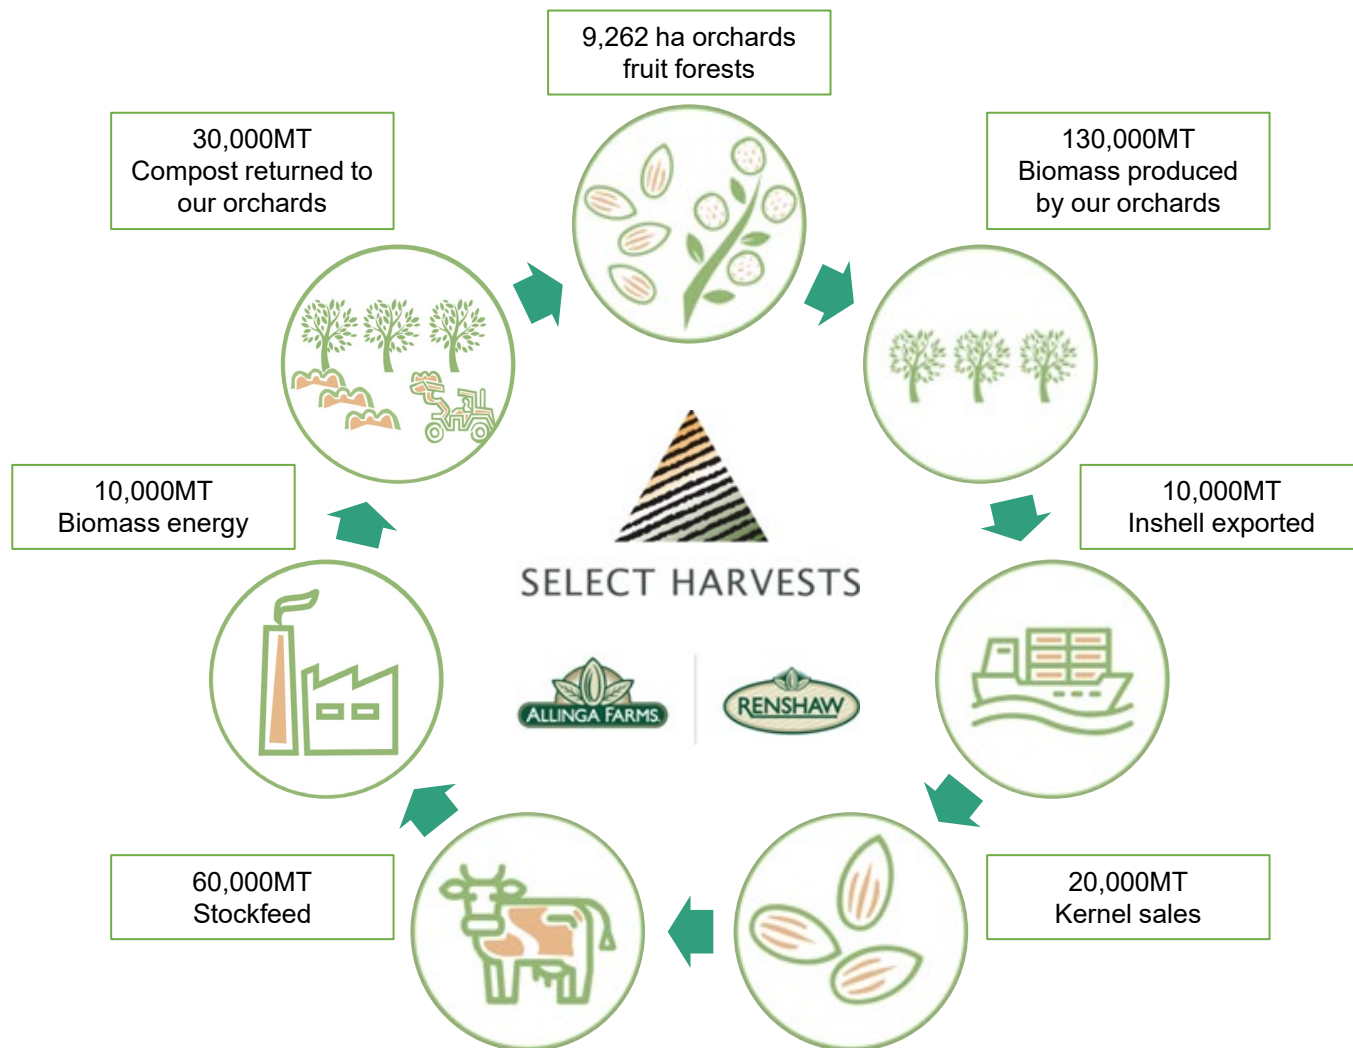 9,262 ha orchards
fruit forests
30,000MT
Compost returned to
our orchards
130,000MT
Biomass produced
by our orchards
10,000MT
Biomass energy
10,000MT
Inshell exported
SELECT HARVESTS
ALLINGA FARMS.
RENSHAW
60,000MT
Stockfeed
20,000MT
Kernel sales